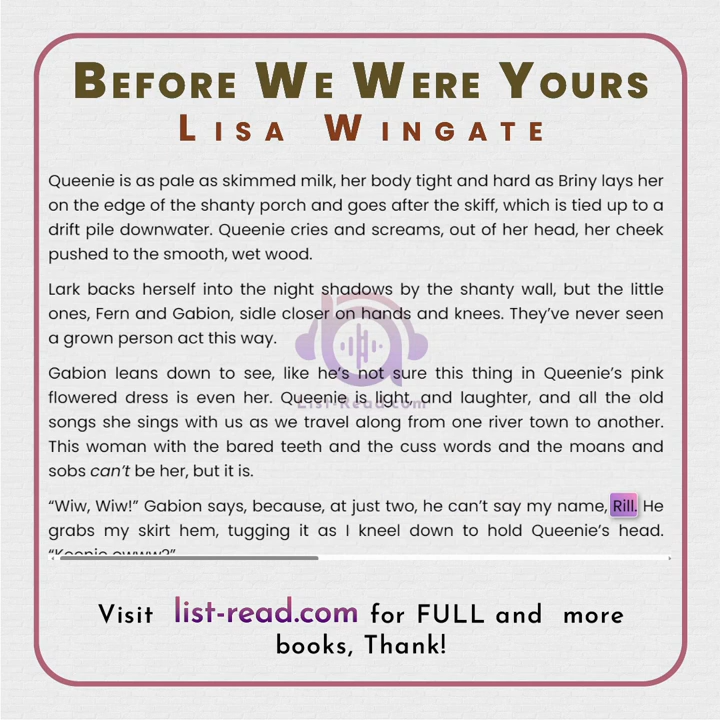 BEFORE WE WERE YOURS
LISA WINGATE
Queenie is as pale as skimmed milk, her body tight and hard as Briny lays her
on the edge of the shanty porch and goes after the skiff, which is tied up to a
drift pile downwater. Queenie cries and screams, out of her head, her cheek
pushed to the smooth, wet wood.
Lark backs herself into the night shadows by the shanty wall, but the little
ones, Fern and Gabion, sidle closer on hands and knees. They’ve never seen
a grown person act this way.
Gabion leans down to see, like he’s not sure this thing in Queenie’s pink
flowered dress is even her. Queenie is light, and laughter, and all the old
List-Read.com
songs she sings with us as we travel along from one river town to another.
This woman with the bared teeth and the cuss words and the moans and
sobs can’t be her, but it is.
“Wiw, Wiw!” Gabion says, because, at just two, he can’t say my name, Rill. He
grabs my skirt hem, tugging it as I kneel down to hold Queenie’s head.
“Keenie owww?”
Visit list-read.com for FULL and more
books, Thank!